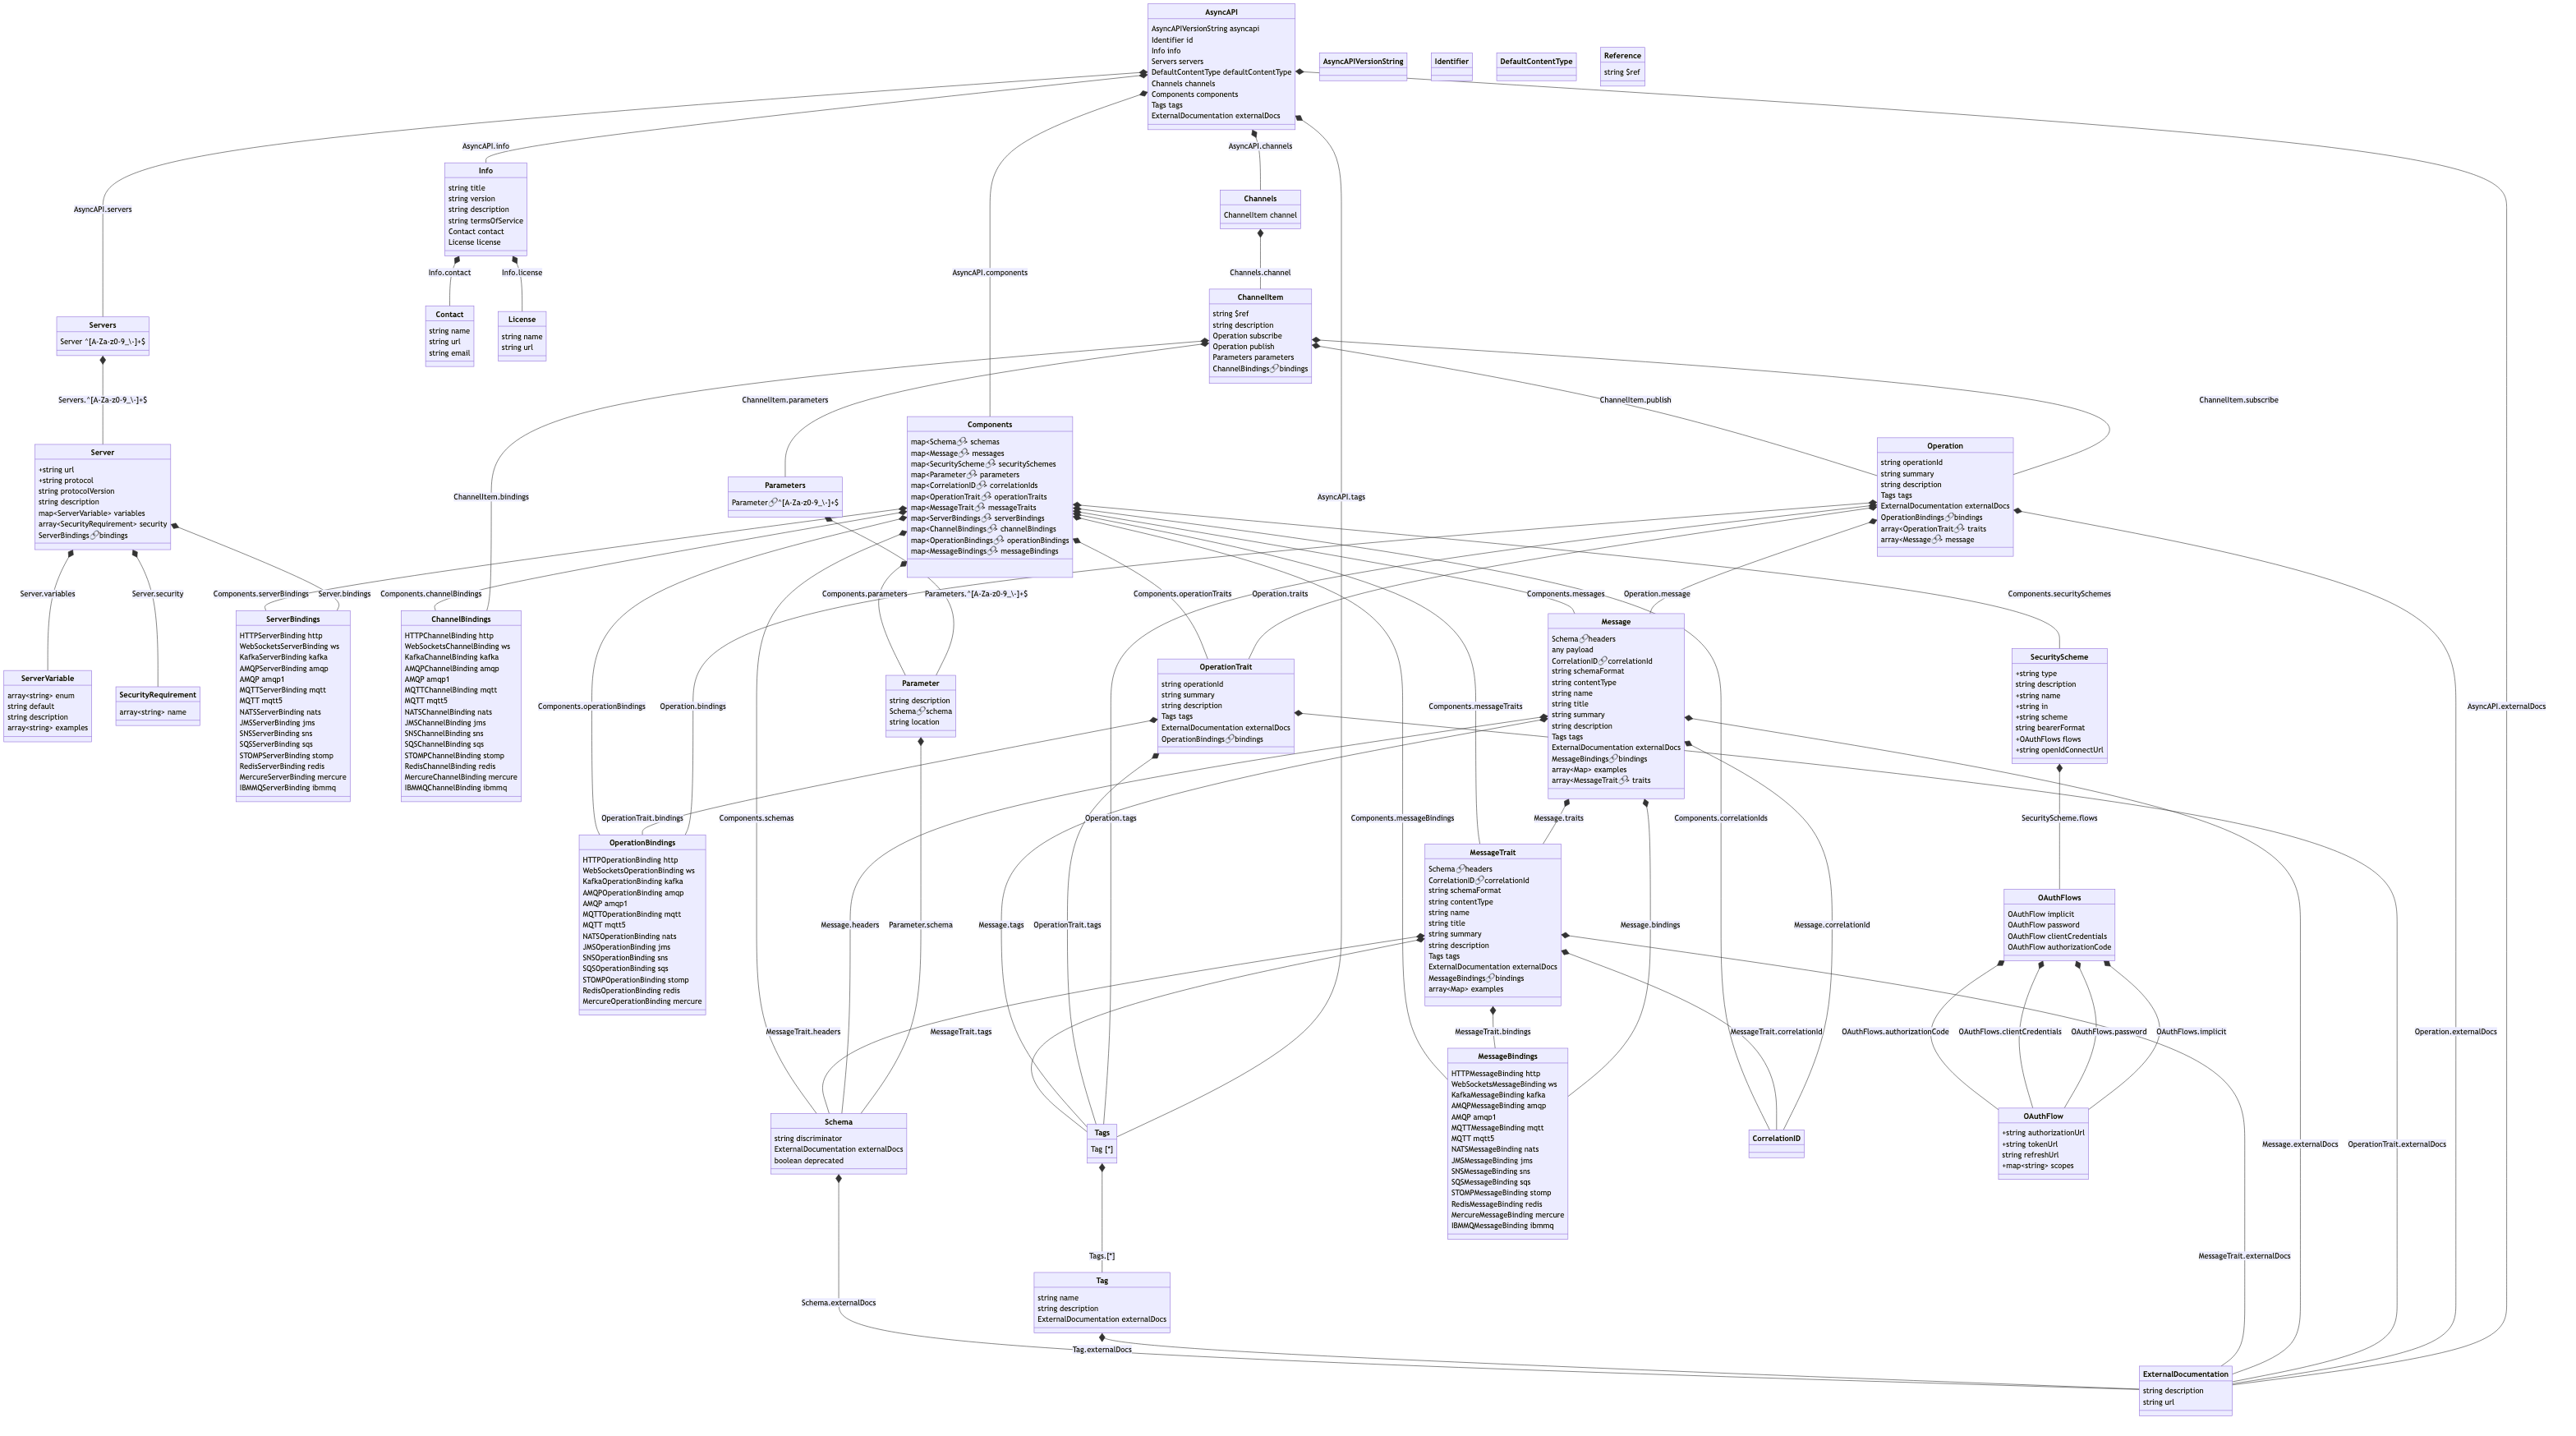 AsyncAPI
AsyncAPIVersionString asyncapi
Identifier id
Info info
Servers servers
DefaultContentType defaultContentType
Channels channels
Components components
Tags tags
ExternalDocumentation externalDocs
AsyncAPIVersionString
Identifier
DefaultContentType
Reference
string $ref
AsyncAPI.info
AsyncAPI.channels
Info
string title
string version
string description
string termsOfService
Contact contact
License license
AsyncAPI.servers
Channels
ChannelItem channel
Info.contact
Info.license
AsyncAPI.components
Channels.channel
Contact
string name
string url
string email
License
string name
string url
Servers
Server ^[A-Za-z0-9_\-]+$
ChannelItem
string $ref
string description
Operation subscribe
Operation publish
Parameters parameters
ChannelBindings🔗bindings
Servers.^[A-Za-z0-9_\-]+$
ChannelItem.parameters
ChannelItem.publish
ChannelItem.subscribe
Server
+string url
+string protocol
string protocolVersion
string description
map<ServerVariable> variables
array<SecurityRequirement> security
ServerBindings🔗bindings
ChannelItem.bindings
Parameters
Parameter🔗^[A-Za-z0-9_\-]+$
Components
map<Schema🔗> schemas
map<Message🔗> messages
map<SecurityScheme🔗> securitySchemes
map<Parameter🔗> parameters
map<CorrelationID🔗> correlationIds
map<OperationTrait🔗> operationTraits
map<MessageTrait🔗> messageTraits
map<ServerBindings🔗> serverBindings
map<ChannelBindings🔗> channelBindings
map<OperationBindings🔗> operationBindings
map<MessageBindings🔗> messageBindings
AsyncAPI.tags
Operation
string operationId
string summary
string description
Tags tags
ExternalDocumentation externalDocs
OperationBindings🔗bindings
array<OperationTrait🔗> traits
array<Message🔗> message
Server.variables
Server.security
Components.serverBindings
Server.bindings
Components.channelBindings
Components.parameters
Parameters.^[A-Za-z0-9_\-]+$
Components.operationTraits
Operation.traits
Components.messages
Operation.message
Components.securitySchemes
ServerVariable
array<string> enum
string default
string description
array<string> examples
SecurityRequirement
array<string> name
ServerBindings
HTTPServerBinding http
WebSocketsServerBinding ws
KafkaServerBinding kafka
AMQPServerBinding amqp
AMQP amqp1
MQTTServerBinding mqtt
MQTT mqtt5
NATSServerBinding nats
JMSServerBinding jms
SNSServerBinding sns
SQSServerBinding sqs
STOMPServerBinding stomp
RedisServerBinding redis
MercureServerBinding mercure
IBMMQServerBinding ibmmq
ChannelBindings
HTTPChannelBinding http
WebSocketsChannelBinding ws
KafkaChannelBinding kafka
AMQPChannelBinding amqp
AMQP amqp1
MQTTChannelBinding mqtt
MQTT mqtt5
NATSChannelBinding nats
JMSChannelBinding jms
SNSChannelBinding sns
SQSChannelBinding sqs
STOMPChannelBinding stomp
RedisChannelBinding redis
MercureChannelBinding mercure
IBMMQChannelBinding ibmmq
Components.operationBindings
Operation.bindings
Parameter
string description
Schema🔗schema
string location
OperationTrait
string operationId
string summary
string description
Tags tags
ExternalDocumentation externalDocs
OperationBindings🔗bindings
Components.messageTraits
Message
Schema🔗headers
any payload
CorrelationID🔗correlationId
string schemaFormat
string contentType
string name
string title
string summary
string description
Tags tags
ExternalDocumentation externalDocs
MessageBindings🔗bindings
array<Map> examples
array<MessageTrait🔗> traits
SecurityScheme
+string type
string description
+string name
+string in
+string scheme
string bearerFormat
+OAuthFlows flows
+string openIdConnectUrl
AsyncAPI.externalDocs
OperationTrait.bindings
Components.schemas
Operation.tags
Components.messageBindings
Message.traits
Components.correlationIds
SecurityScheme.flows
OperationBindings
HTTPOperationBinding http
WebSocketsOperationBinding ws
KafkaOperationBinding kafka
AMQPOperationBinding amqp
AMQP amqp1
MQTTOperationBinding mqtt
MQTT mqtt5
NATSOperationBinding nats
JMSOperationBinding jms
SNSOperationBinding sns
SQSOperationBinding sqs
STOMPOperationBinding stomp
RedisOperationBinding redis
MercureOperationBinding mercure
Message.headers
Parameter.schema
Message.tags
OperationTrait.tags
MessageTrait
Schema🔗headers
CorrelationID🔗correlationId
string schemaFormat
string contentType
string name
string title
string summary
string description
Tags tags
ExternalDocumentation externalDocs
MessageBindings🔗bindings
array<Map> examples
Message.bindings
Message.correlationId
OAuthFlows
OAuthFlow implicit
OAuthFlow password
OAuthFlow clientCredentials
OAuthFlow authorizationCode
MessageTrait.headers
MessageTrait.tags
MessageTrait.bindings
MessageTrait.correlationId
OAuthFlows.authorizationCode
OAuthFlows.clientCredentials
OAuthFlows.password
OAuthFlows.implicit
Operation.externalDocs
Schema
string discriminator
ExternalDocumentation externalDocs
boolean deprecated
Tags
Tag [*]
MessageBindings
HTTPMessageBinding http
WebSocketsMessageBinding ws
KafkaMessageBinding kafka
AMQPMessageBinding amqp
AMQP amqp1
MQTTMessageBinding mqtt
MQTT mqtt5
NATSMessageBinding nats
JMSMessageBinding jms
SNSMessageBinding sns
SQSMessageBinding sqs
STOMPMessageBinding stomp
RedisMessageBinding redis
MercureMessageBinding mercure
IBMMQMessageBinding ibmmq
CorrelationID
OAuthFlow
+string authorizationUrl
+string tokenUrl
string refreshUrl
+map<string> scopes
Message.externalDocs
OperationTrait.externalDocs
Tags.[*]
MessageTrait.externalDocs
Tag
string name
string description
ExternalDocumentation externalDocs
Schema.externalDocs
Tag.externalDocs
ExternalDocumentation
string description
string url